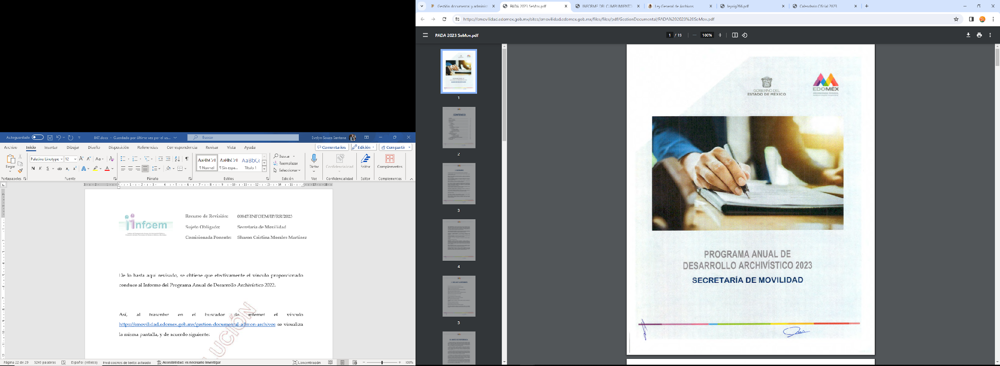 Autoguardado
847.docx - Guardado por última vez por el us...
Buscar
Evelyn Souza Santana
Archivo Inicio Insertar Dibujar Diseño Disposición Referencias Correspondencia Revisar Vista Ayuda
Comentarios Edición Compartir
Pegar
Palatino Linotype 12
Aa
N K S ab x₂ x² A A
AaBbCcI AaBbCcI AaBbCc
¶ Normal ¶ Sin espa... Título 1
Buscar
Reemplazar
Seleccionar
Dictar
Confidencialidad
Editor
Complementos
Portapapeles Fuente Párrafo Estilos Edición Voz Confidencialidad Editor Complementos
infoem
Recurso de Revisión: 00847/INFOEM/IP/RR/2023
Sujeto Obligado: Secretaría de Movilidad
Comisionada Ponente: Sharon Cristina Morales Martínez
De lo hasta aquí revisado, se obtiene que efectivamente el vínculo proporcionado
conduce al Informe del Programa Anual de Desarrollo Archivístico 2022.
Así, al trascribir en el buscador de internet el vínculo
https://smovilidad.edomex.gob.mx/gestion-documental-admon-archivos se visualiza
la misma pantalla, y de acuerdo siguiente:
LUCIÓN
Página 22 de 29 5249 palabras Español (México) Predicciones de texto: activado Accesibilidad: es necesario investigar
Concentración
100%
Gestión documental y administ
PADA 2023 SeMov.pdf
INFORME DEL CUMPLIMIENTO
Ley General de Archivos
leyvig266.pdf
Calendario Oficial 2023
https://smovilidad.edomex.gob.mx/sites/smovilidad.edomex.gob.mx/files/files/pdf/GestionDocumental/PADA%202023%20SeMov.pdf
PADA 2023 SeMov.pdf
1 / 19
100%
1
CONTENIDO
2
3
4
5
GOBIERNO DEL
ESTADO DE MÉXICO
EDOMÉX
DECISIONES FIRMES, RESULTADOS FUERTES.
PROGRAMA ANUAL DE
DESARROLLO ARCHIVÍSTICO 2023
SECRETARÍA DE MOVILIDAD